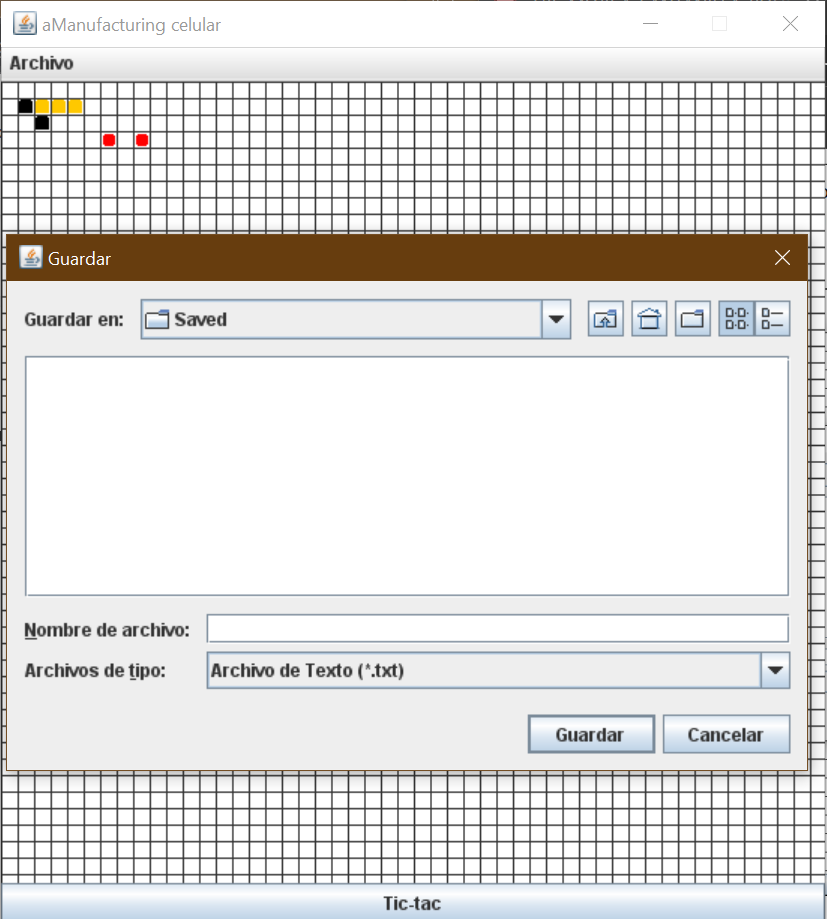 aManufacturing celular
Archivo
Guardar
Guardar en: Saved
Nombre de archivo:
Archivos de tipo: Archivo de Texto (*.txt)
Guardar Cancelar
Tic-tac